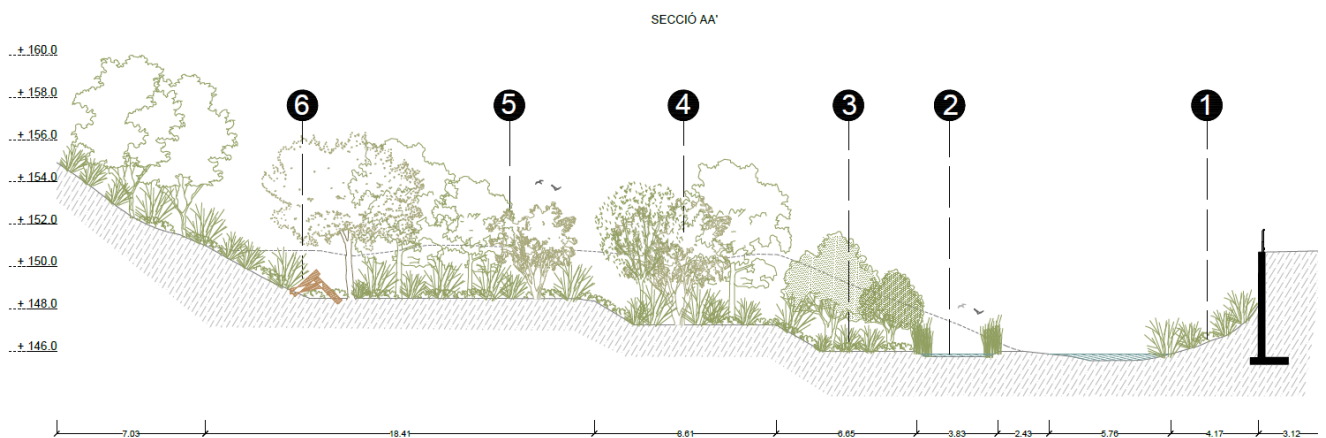 SECCIÓ AA'
+ 160.0
+ 158.0
+ 156.0
+ 154.0
+ 152.0
+ 150.0
+ 148.0
+ 146.0
6 5 4 3 2 1
7.03 18.41 8.61 6.65 3.83 2.43 5.76 4.17 3.12